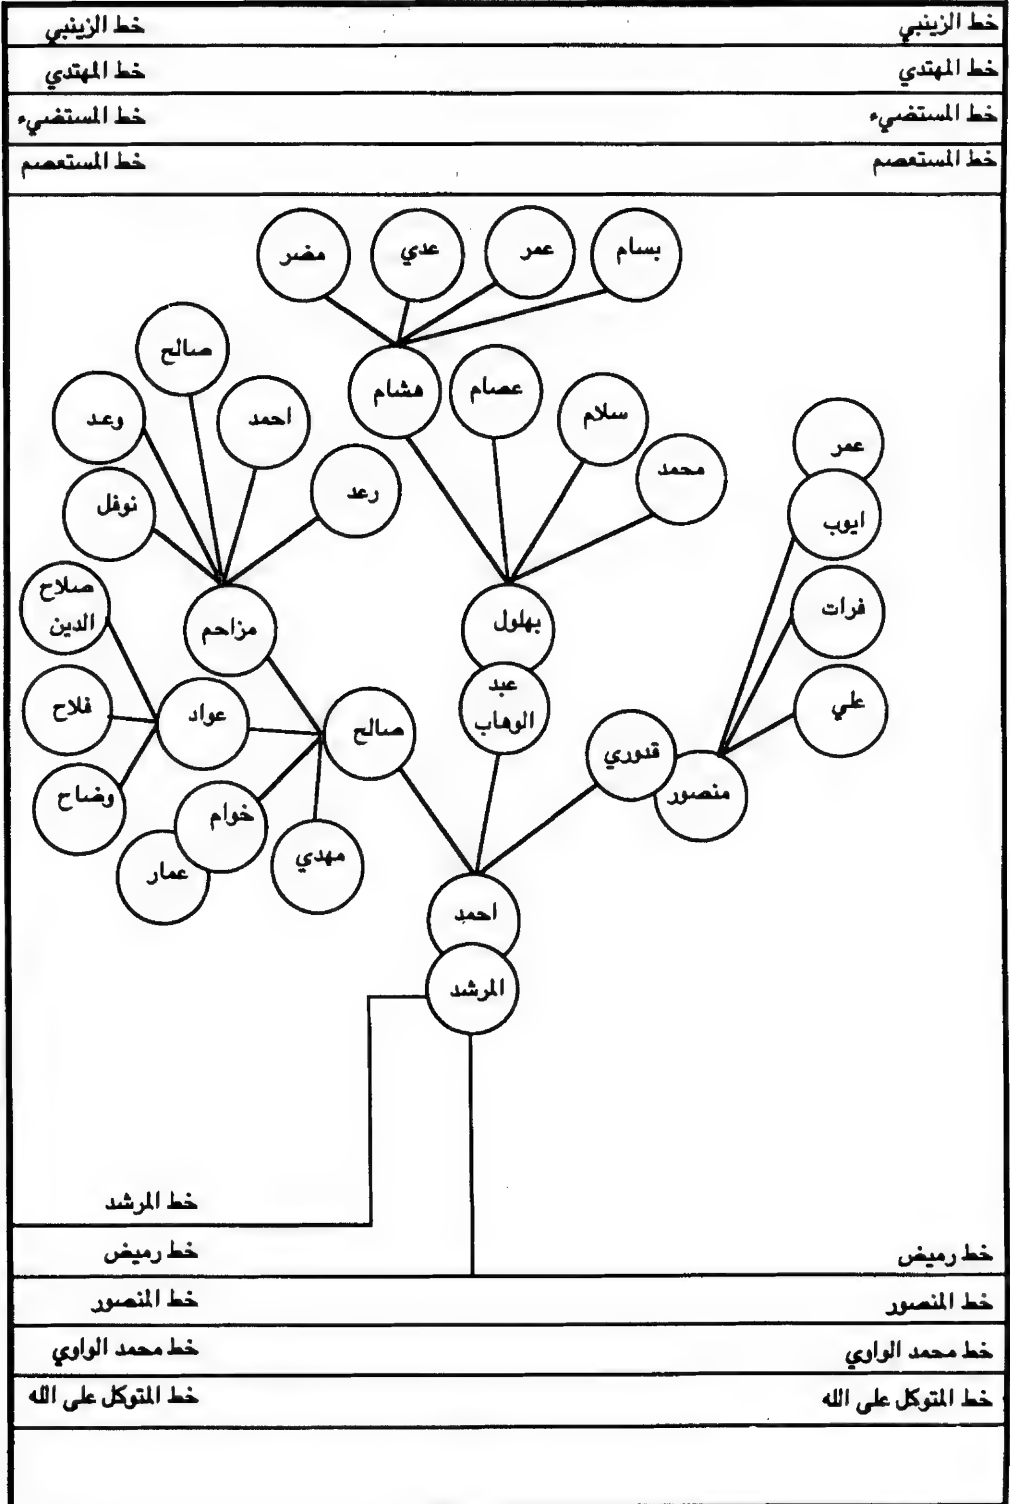 خط الزينبي
خط الزينبي
خط المهتدي
خط المهتدي
خط المستضيء
خط المستضيء
خط المستعصم
خط المستعصم
بسام
عمر
عدي
مضر
صالح
هشام
عصام
سلام
محمد
احمد
وعد
رعد
نوفل
عمر
ايوب
فرات
علي
صلاح
الدين
مزاحم
بهلول
عبد
الوهاب
فلاح
عواد
صالح
قدوري
منصور
وضاح
خوام
عمار
مهدي
احمد
المرشد
خط المرشد
خط رميض
خط رميض
خط المنصور
خط المنصور
خط محمد الواوي
خط محمد الواوي
خط المتوكل على الله
خط المتوكل على الله